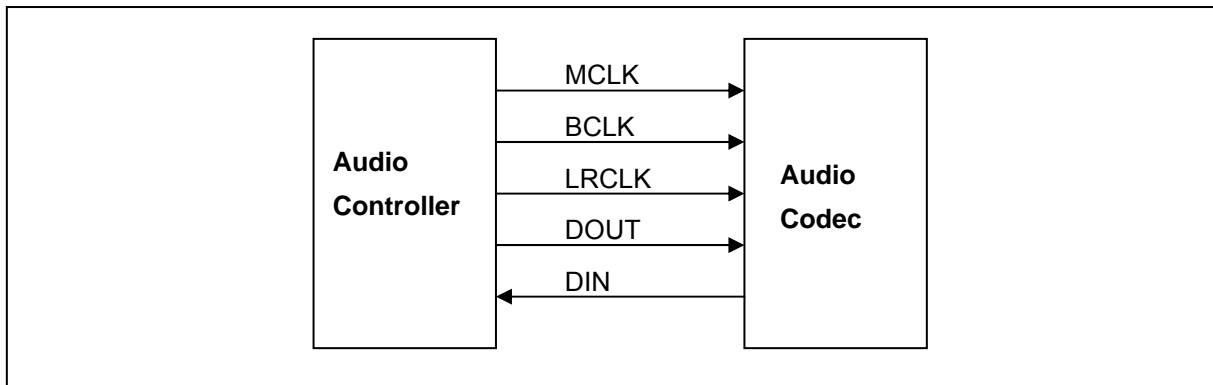 Audio
Controller
MCLK
BCLK
LRCLK
DOUT
DIN
Audio
Codec